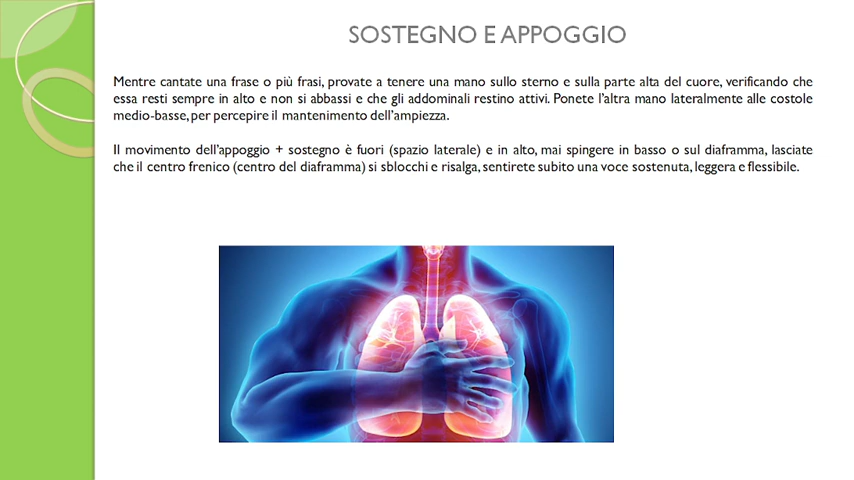 SOSTEGNO E APPOGGIO
Mentre cantate una frase o più frasi, provate a tenere una mano sullo sterno e sulla parte alta del cuore, verificando che
essa resti sempre in alto e non si abbassi e che gli addominali restino attivi. Ponete l'altra mano lateralmente alle costole
medio-basse, per percepire il mantenimento dell'ampiezza.
Il movimento dell'appoggio + sostegno è fuori (spazio laterale) e in alto, mai spingere in basso o sul diaframma, lasciate
che il centro frenico (centro del diaframma) si sblocchi e risalga, sentirete subito una voce sostenuta, leggera e flessibile.